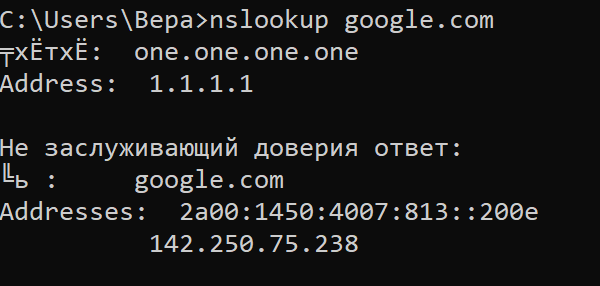 C:\Users\Вера>nslookup google.com
╤хЁтхЁ:  one.one.one.one
Address:  1.1.1.1

Не заслуживающий доверия ответ:
╚ь :     google.com
Addresses:  2a00:1450:4007:813::200e
          142.250.75.238